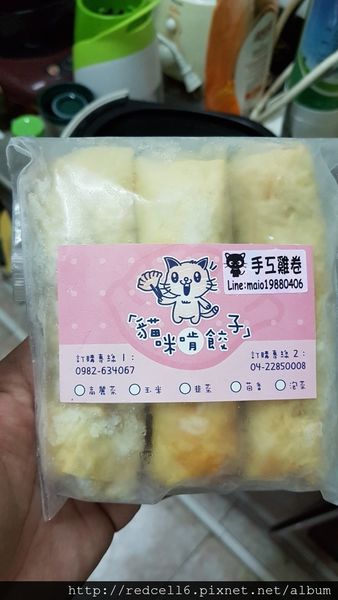 手工雞卷
Line:maio19880406
「貓咪啃餃子」
訂購專線1：
0982-634067
訂購專線2：
04-22850008
高麗菜 玉米 韭菜 茴香 泡菜
http://redcell6.pixnet.net/album